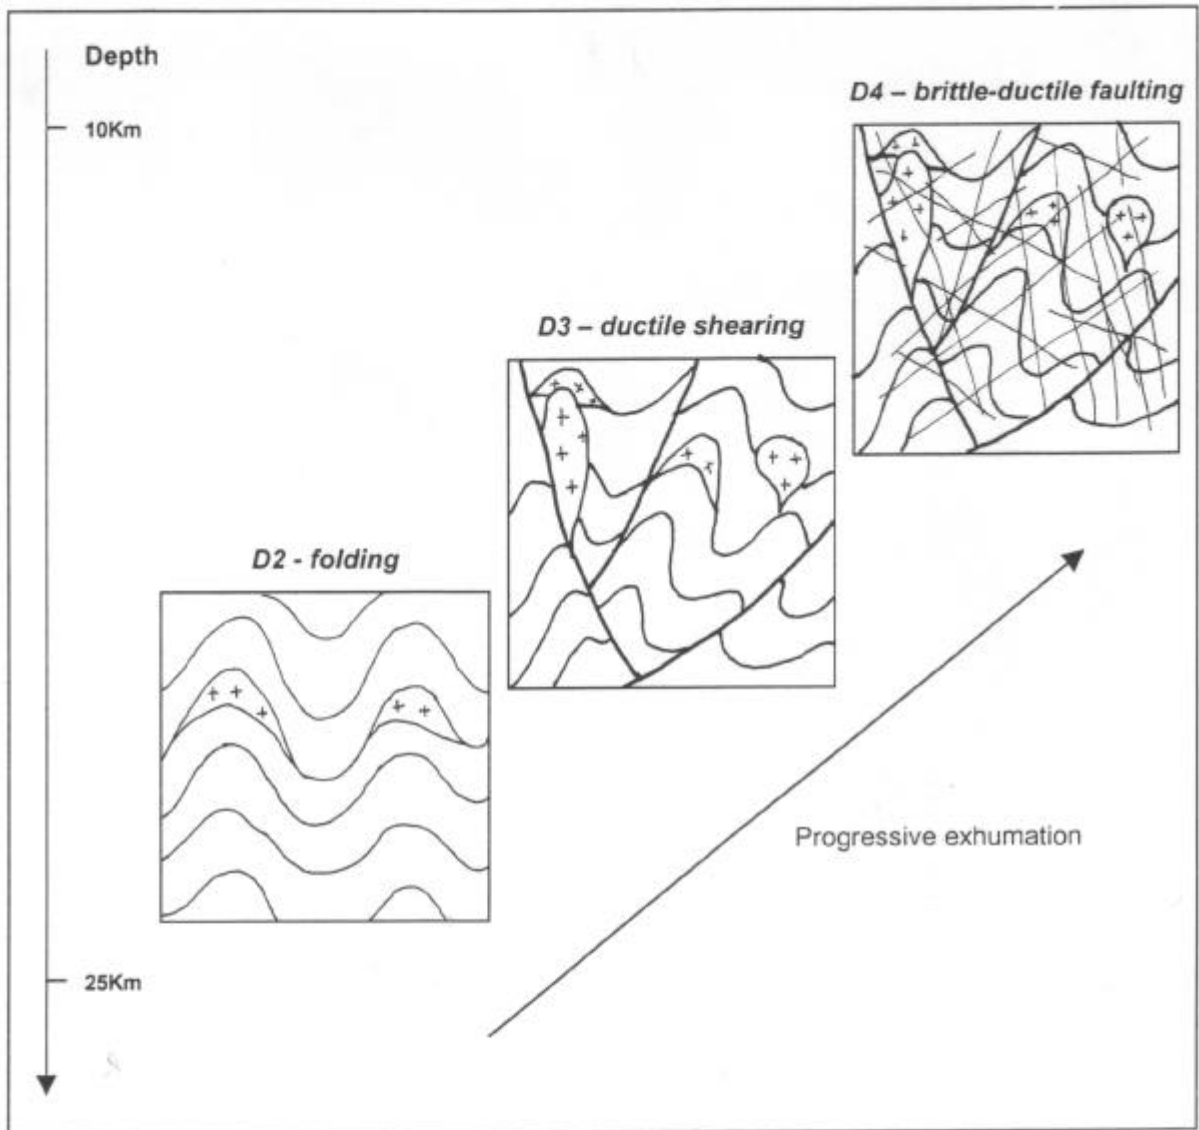 Depth
10Km
D4 – brittle-ductile faulting
D3 – ductile shearing
D2 - folding
Progressive exhumation
25Km